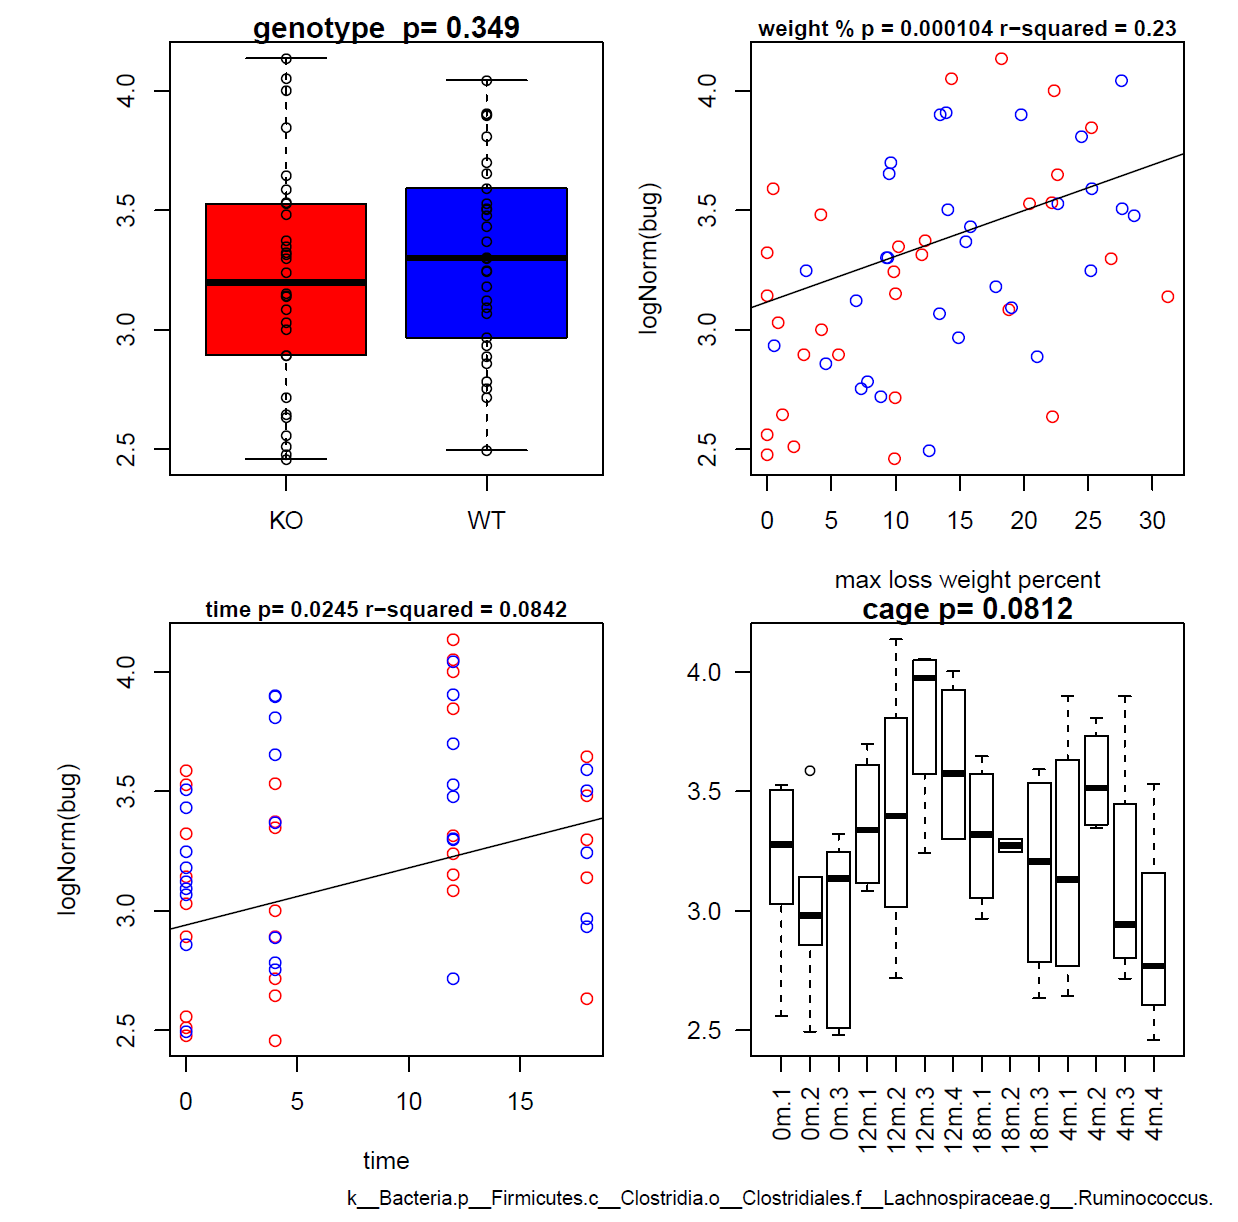 genotype  p= 0.349
4.0
3.5
3.0
2.5
KO WT
weight % p = 0.000104 r−squared = 0.23
logNorm(bug)
4.0
3.5
3.0
2.5
0 5 10 15 20 25 30
max loss weight percent
time p= 0.0245 r−squared = 0.0842
logNorm(bug)
4.0
3.5
3.0
2.5
0 5 10 15
time
cage p= 0.0812
4.0
3.5
3.0
2.5
0m.1
0m.2
0m.3
12m.1
12m.2
12m.3
12m.4
18m.1
18m.2
18m.3
4m.1
4m.2
4m.3
4m.4
k__Bacteria.p__Firmicutes.c__Clostridia.o__Clostridiales.f__Lachnospiraceae.g__.Ruminococcus.